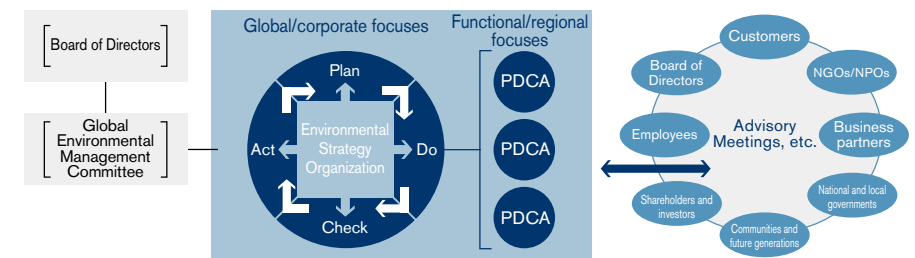 Board of Directors
Global
Environmental
Management
Committee
Global/corporate focuses
Plan
Act
Environmental
Strategy
Organization
Do
Check
Functional/regional
focuses
PDCA
PDCA
PDCA
Customers
Board of
Directors
NGOs/NPOs
Employees
Advisory
Meetings, etc.
Business
partners
Shareholders and
investors
National and local
governments
Communities and
future generations